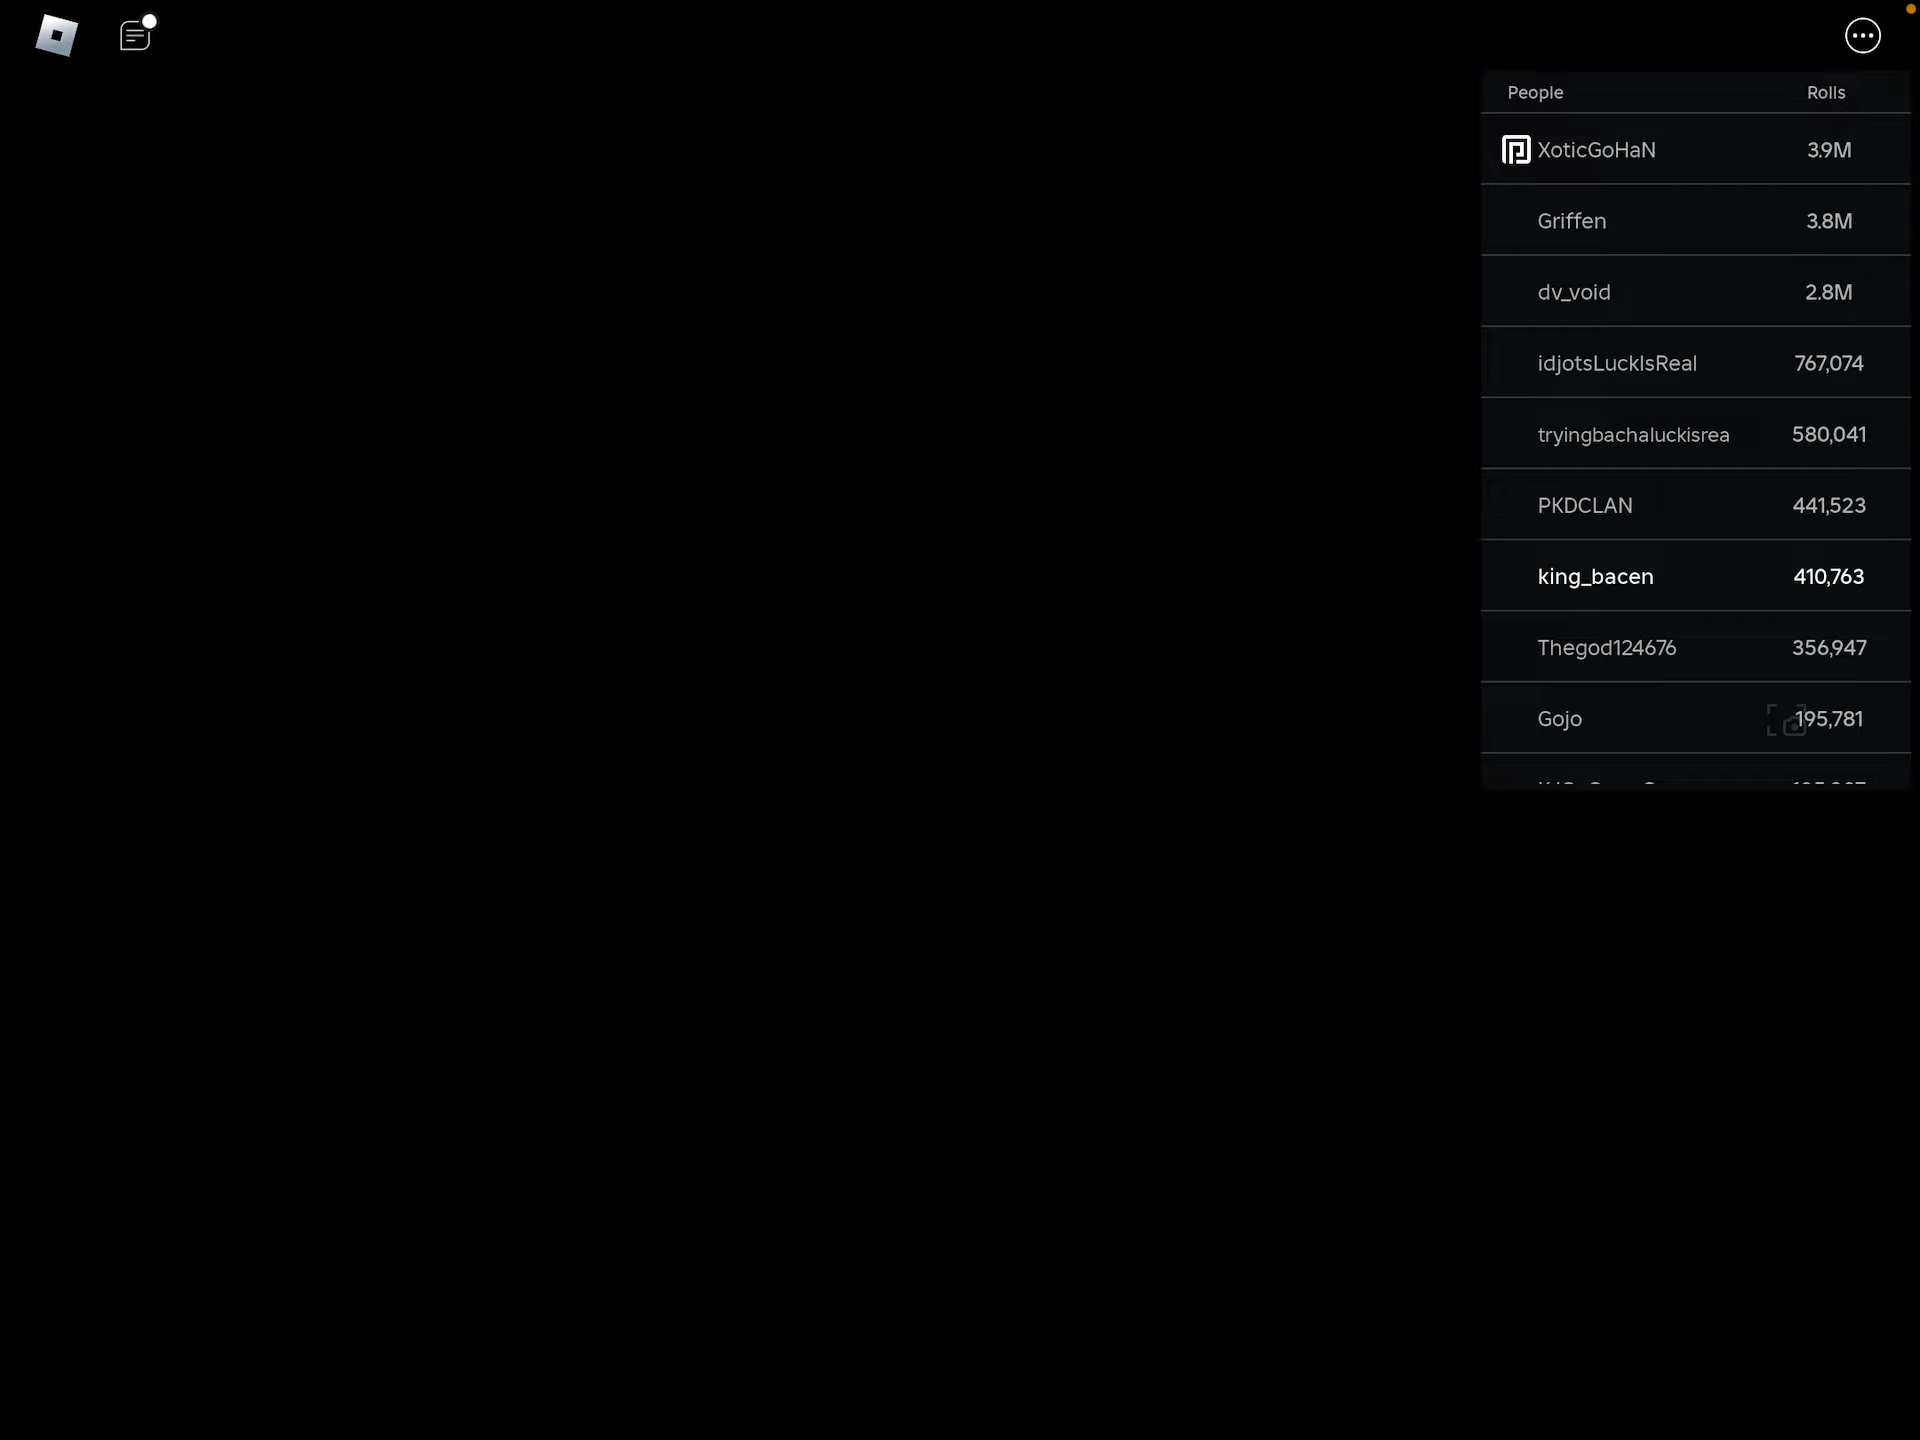 People Rolls
XoticGoHaN 3.9M
Griffen 3.8M
dv_void 2.8M
idjotsLuckIsReal 767,074
tryingbachaluckisrea 580,041
PKDCLAN 441,523
king_bacen 410,763
Thegod124676 356,947
Gojo 195,781